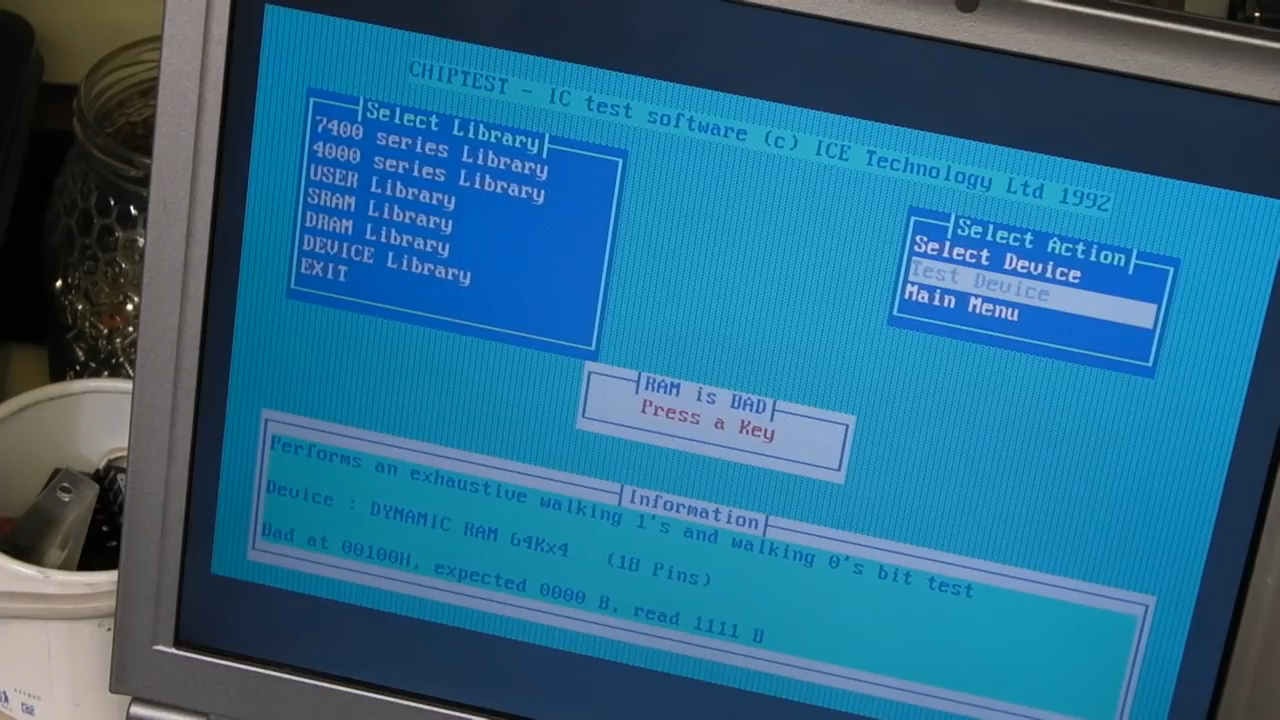 CHIPTEST - IC test software (c) ICE Technology Ltd 1992
Select Library
7400 series Library
4000 series Library
USER Library
SRAM Library
DRAM Library
DEVICE Library
EXIT
Select Action
Select Device
Test Device
Main Menu
RAM is BAD
Press a Key
Information
Performs an exhaustive walking 1's and walking 0's bit test
Device : DYNAMIC RAM 64Kx4 (18 Pins)
Bad at 00100H, expected 0000 B, read 1111 B